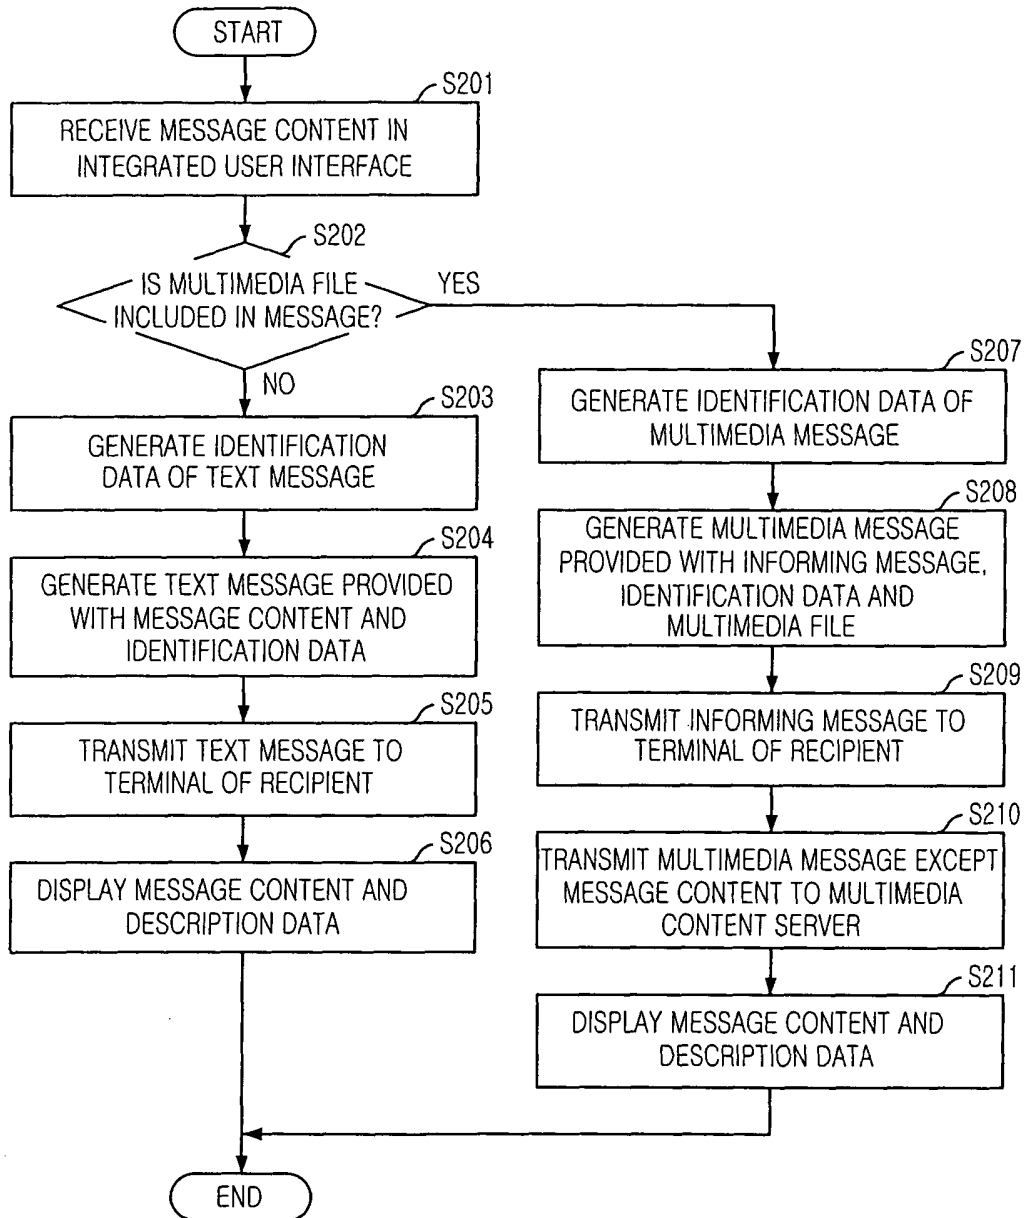 START
S201
RECEIVE MESSAGE CONTENT IN
INTEGRATED USER INTERFACE
S202
IS MULTIMEDIA FILE
INCLUDED IN MESSAGE?
YES
NO
S203
GENERATE IDENTIFICATION
DATA OF TEXT MESSAGE
S204
GENERATE TEXT MESSAGE PROVIDED
WITH MESSAGE CONTENT AND
IDENTIFICATION DATA
S205
TRANSMIT TEXT MESSAGE TO
TERMINAL OF RECIPIENT
S206
DISPLAY MESSAGE CONTENT AND
DESCRIPTION DATA
S207
GENERATE IDENTIFICATION DATA OF
MULTIMEDIA MESSAGE
S208
GENERATE MULTIMEDIA MESSAGE
PROVIDED WITH INFORMING MESSAGE,
IDENTIFICATION DATA AND
MULTIMEDIA FILE
S209
TRANSMIT INFORMING MESSAGE TO
TERMINAL OF RECIPIENT
S210
TRANSMIT MULTIMEDIA MESSAGE EXCEPT
MESSAGE CONTENT TO MULTIMEDIA
CONTENT SERVER
S211
DISPLAY MESSAGE CONTENT AND
DESCRIPTION DATA
END